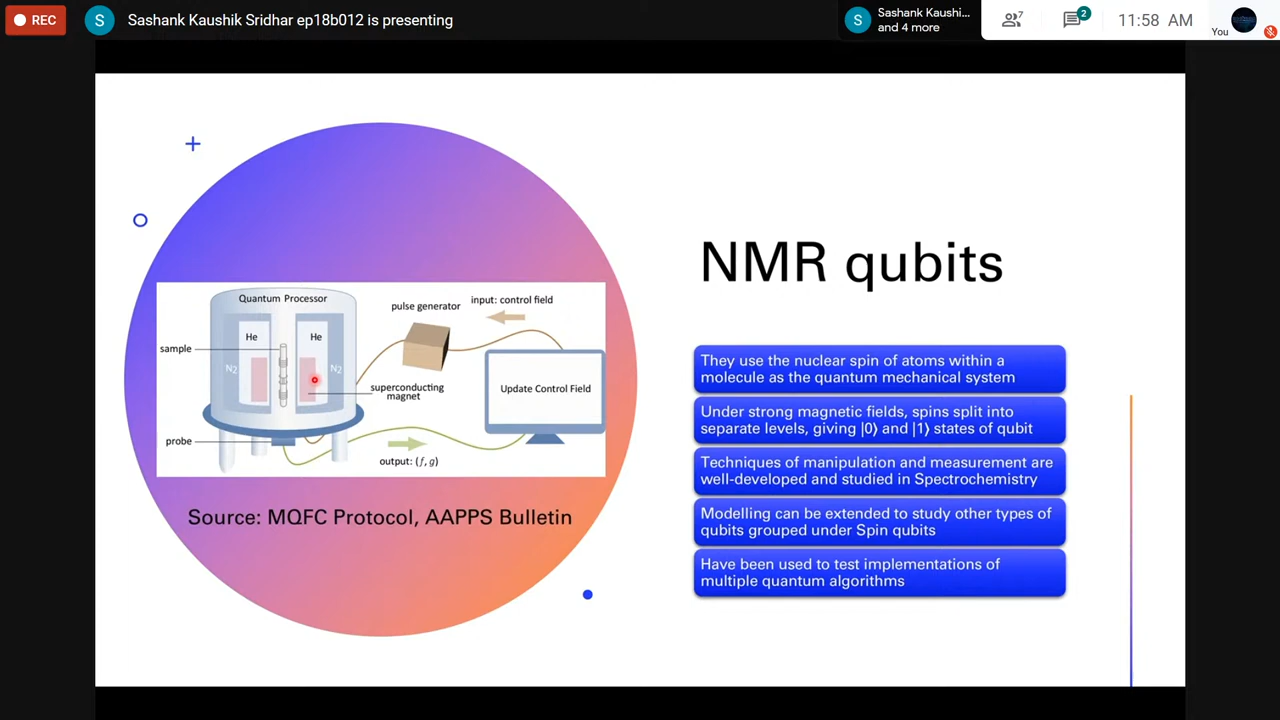 REC
S
Sashank Kaushik Sridhar ep18b012 is presenting
S
Sashank Kaushi...
and 4 more
7
2
11:58 AM
You
Quantum Processor
He
He
N2
N2
sample
probe
pulse generator
input: control field
superconducting
magnet
Update Control Field
output: (f, g)
Source: MQFC Protocol, AAPPS Bulletin
NMR qubits
They use the nuclear spin of atoms within a
molecule as the quantum mechanical system
Under strong magnetic fields, spins split into
separate levels, giving |0⟩ and |1⟩ states of qubit
Techniques of manipulation and measurement are
well-developed and studied in Spectrochemistry
Modelling can be extended to study other types of
qubits grouped under Spin qubits
Have been used to test implementations of
multiple quantum algorithms